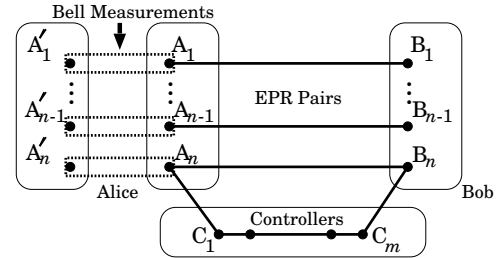 Bell Measurements
A′1 A1 B1
EPR Pairs
A′n-1 An-1 Bn-1
A′n An Bn
Alice Bob
Controllers
C1 Cm